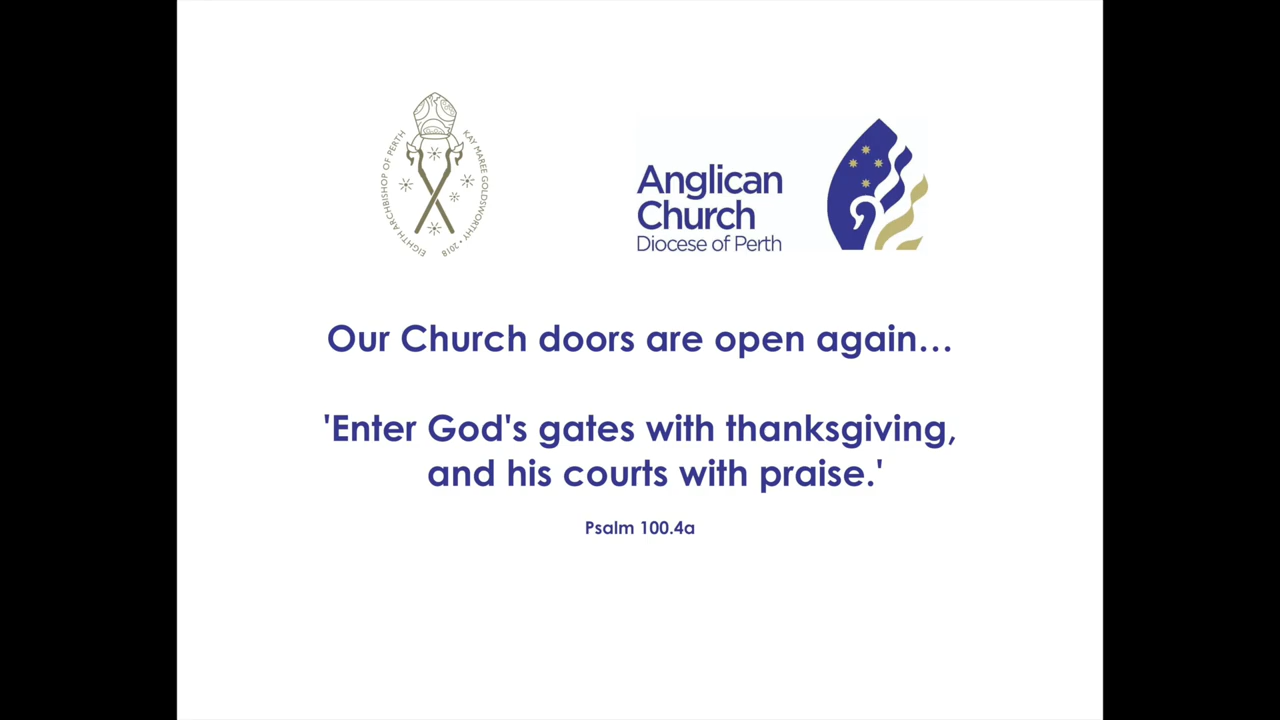 EIGHTH ARCHBISHOP OF PERTH
KAY MAREE GOLDSWORTHY • 2018
Anglican
Church
Diocese of Perth
Our Church doors are open again…
'Enter God's gates with thanksgiving,
and his courts with praise.'
Psalm 100.4a